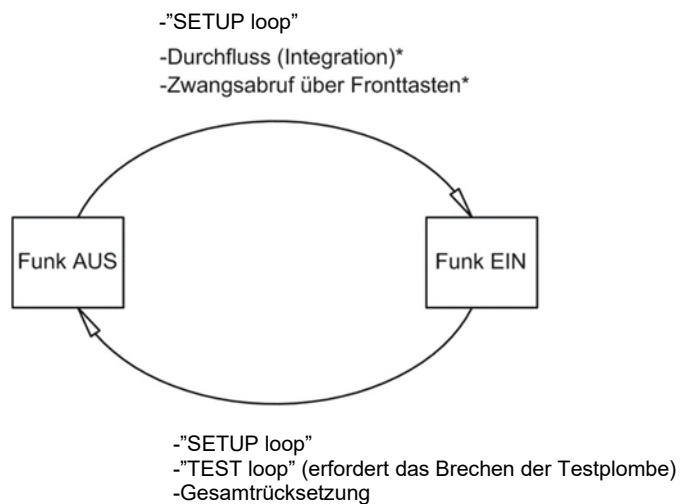 -”SETUP loop”
-Durchfluss (Integration)*
-Zwangsabruf über Fronttasten*
Funk AUS
Funk EIN
-”SETUP loop”
-”TEST loop” (erfordert das Brechen der Testplombe)
-Gesamtrücksetzung